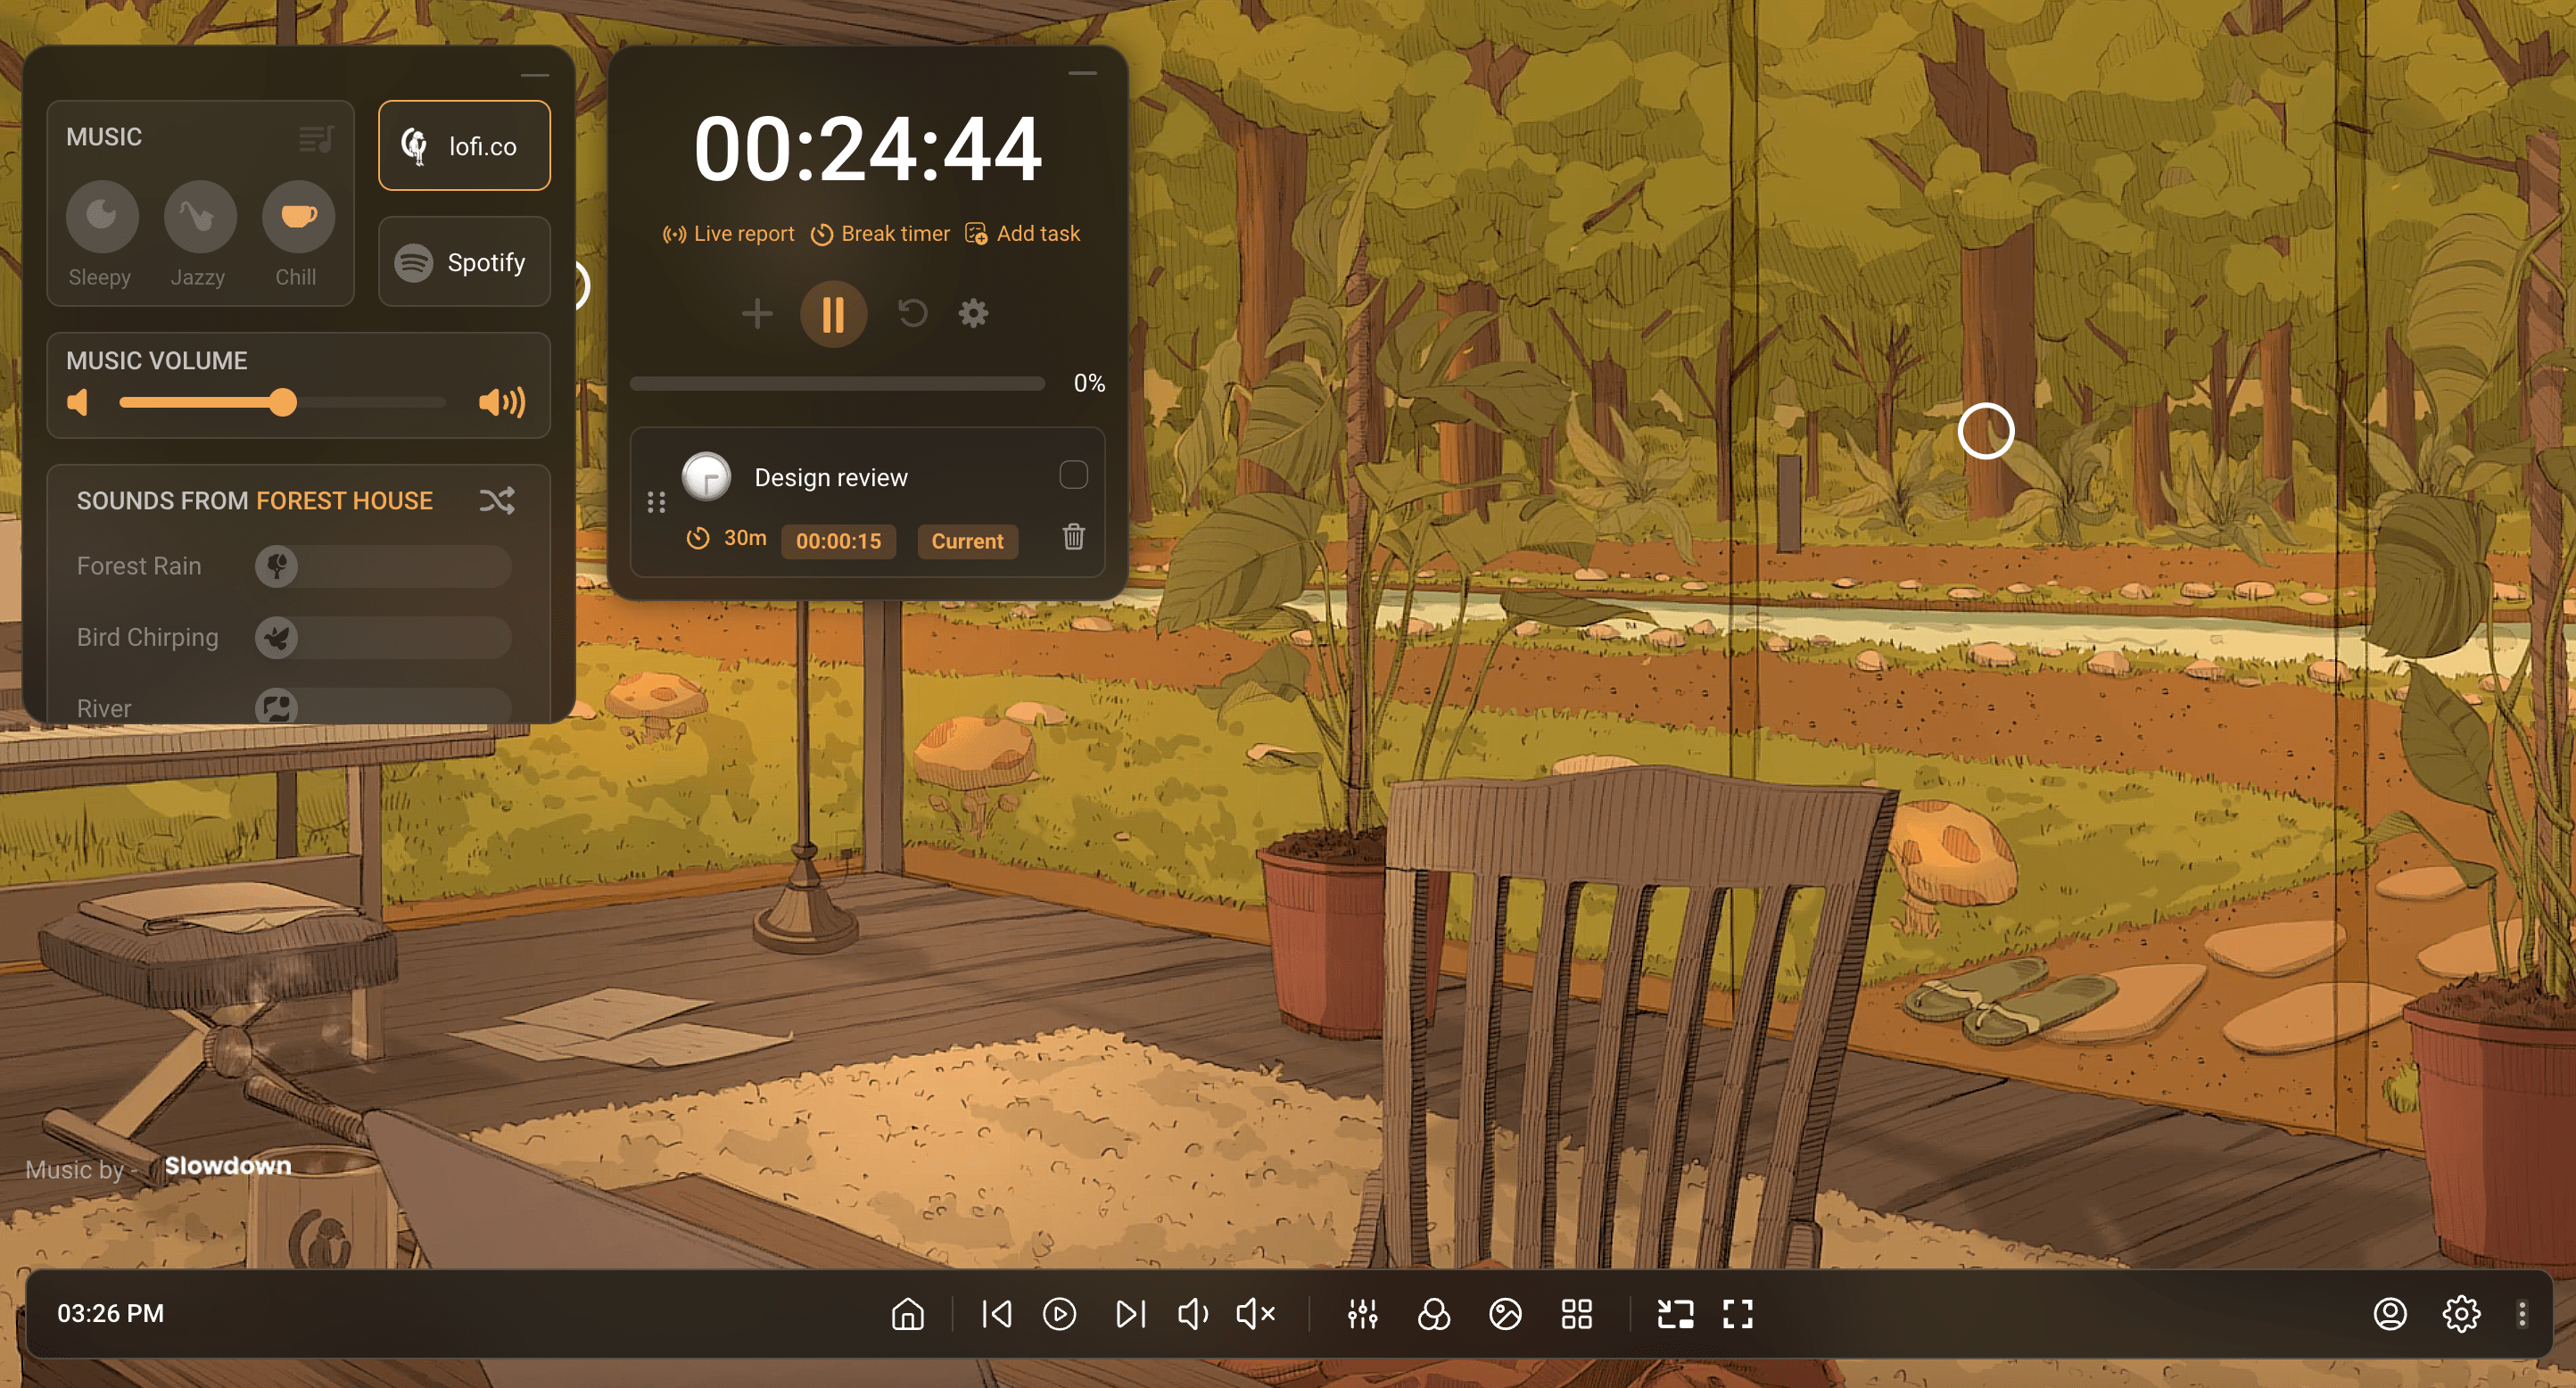 MUSIC
Sleepy Jazzy Chill
lofi.co
Spotify
MUSIC VOLUME
SOUNDS FROM FOREST HOUSE
Forest Rain
Bird Chirping
River
00:24:44
Live report Break timer Add task
0%
Design review
30m 00:00:15 Current
Music by - Slowdown
03:26 PM